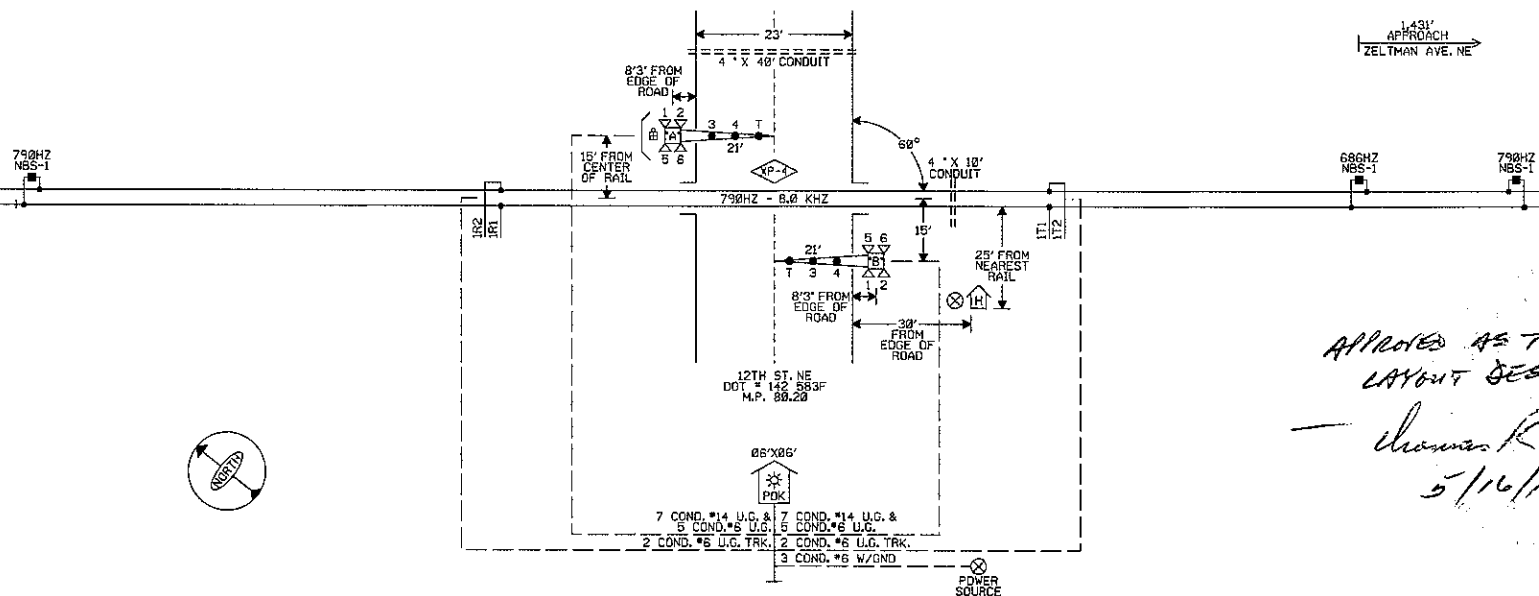 1,431'
APPROACH
ZELTMAN AVE. NE
23'
4 " X 40' CONDUIT
8'3" FROM
EDGE OF
ROAD
1 2
"A"
5 6
3 4 T
21'
15' FROM
CENTER
OF RAIL
60°
XP-4
4 " X 10'
CONDUIT
790HZ
NBS-1
686HZ
NBS-1
790HZ
NBS-1
790HZ - 8.0 KHZ
1R2
1R1
1T1
1T2
15'
21'
T 3 4
5 6
"B"
1 2
25' FROM
NEAREST
RAIL
8'3" FROM
EDGE OF
ROAD
H
30'
FROM
EDGE OF
ROAD
12TH ST. NE
DOT # 142 583F
M.P. 80.20
APPROVED AS
LAYOUT
5/16/
NORTH
06'X06'
POK
7 COND. #14 U.G. & 7 COND. #14 U.G. &
5 COND. #6 U.G. 5 COND. #6 U.G.
2 COND. #6 U.G. TRK. 2 COND. #6 U.G. TRK.
3 COND. #6 W/GND
POWER
SOURCE